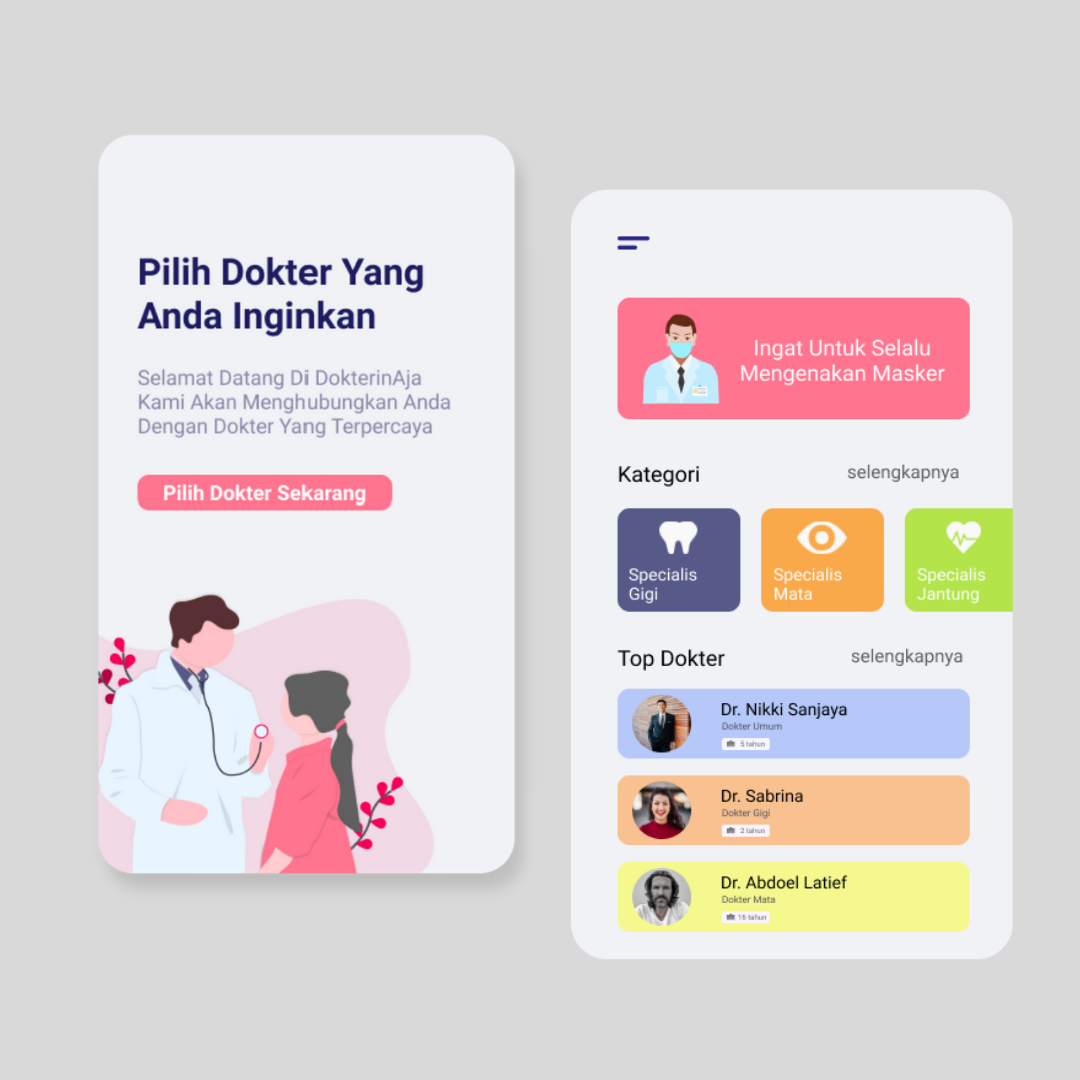 Pilih Dokter Yang
Anda Inginkan
Selamat Datang Di DokterinAja
Kami Akan Menghubungkan Anda
Dengan Dokter Yang Terpercaya
Pilih Dokter Sekarang
Ingat Untuk Selalu
Mengenakan Masker
Kategori selengkapnya
Specialis
Gigi
Specialis
Mata
Specialis
Jantung
Top Dokter selengkapnya
Dr. Nikki Sanjaya
Dokter Umum
5 tahun
Dr. Sabrina
Dokter Gigi
2 tahun
Dr. Abdoel Latief
Dokter Mata
16 tahun